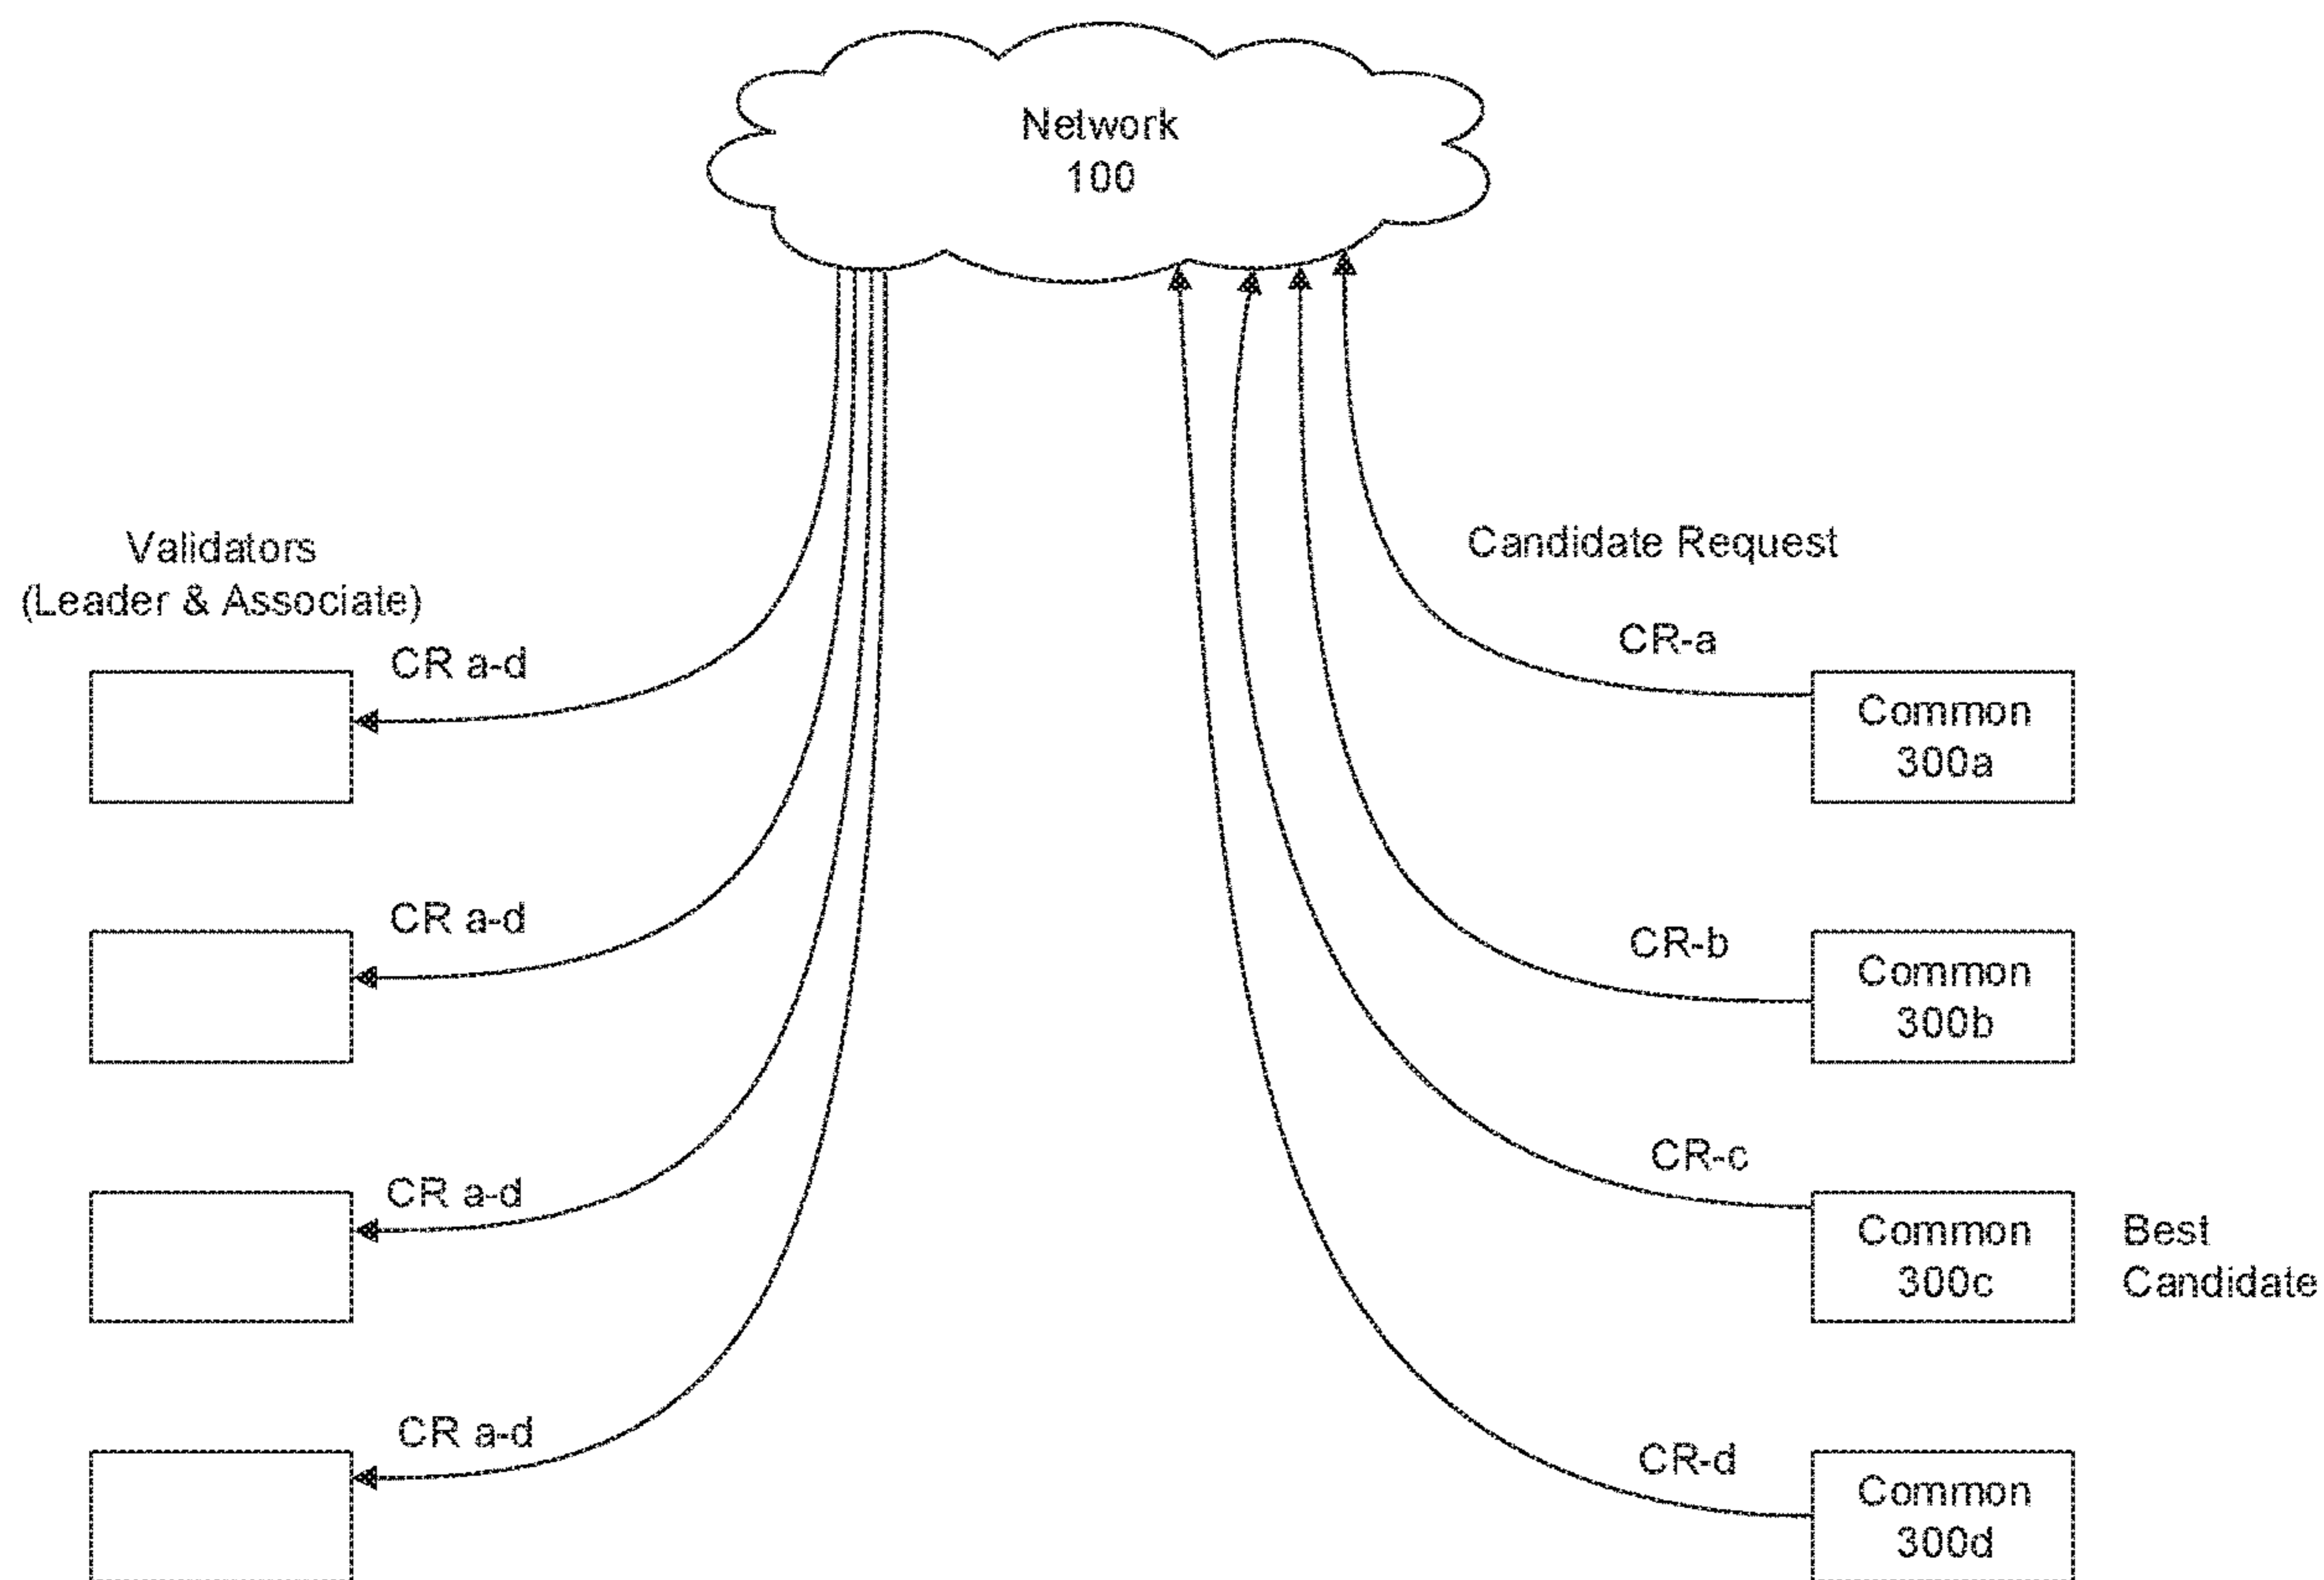 Network
100
Validators
(Leader & Associate)
Candidate Request
CR a-d
CR-a
Common
300a
CR a-d
CR-b
Common
300b
CR a-d
CR-c
Common
300c
Best
Candidate
CR a-d
CR-d
Common
300d